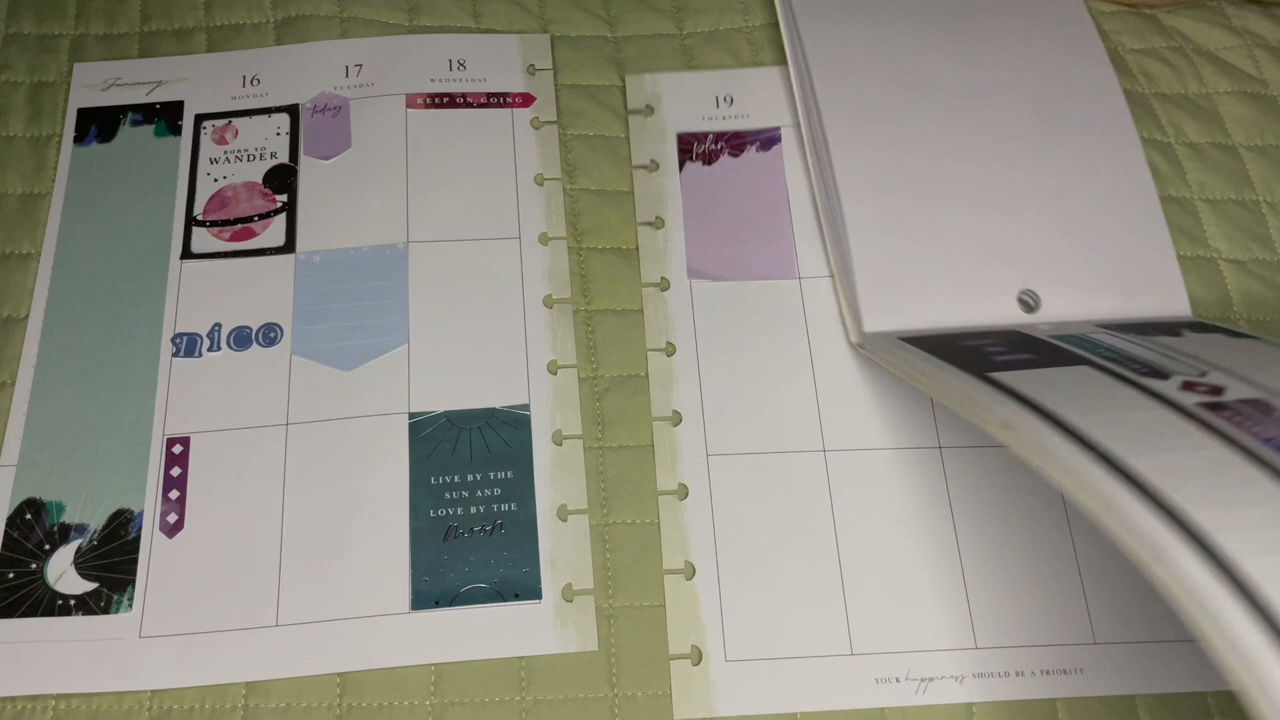 January
16
MONDAY
17
TUESDAY
18
WEDNESDAY
BORN TO
WANDER
today
KEEP ON GOING
nico
LIVE BY THE
SUN AND
LOVE BY THE
moon
19
THURSDAY
plan
YOUR happiness SHOULD BE A PRIORITY